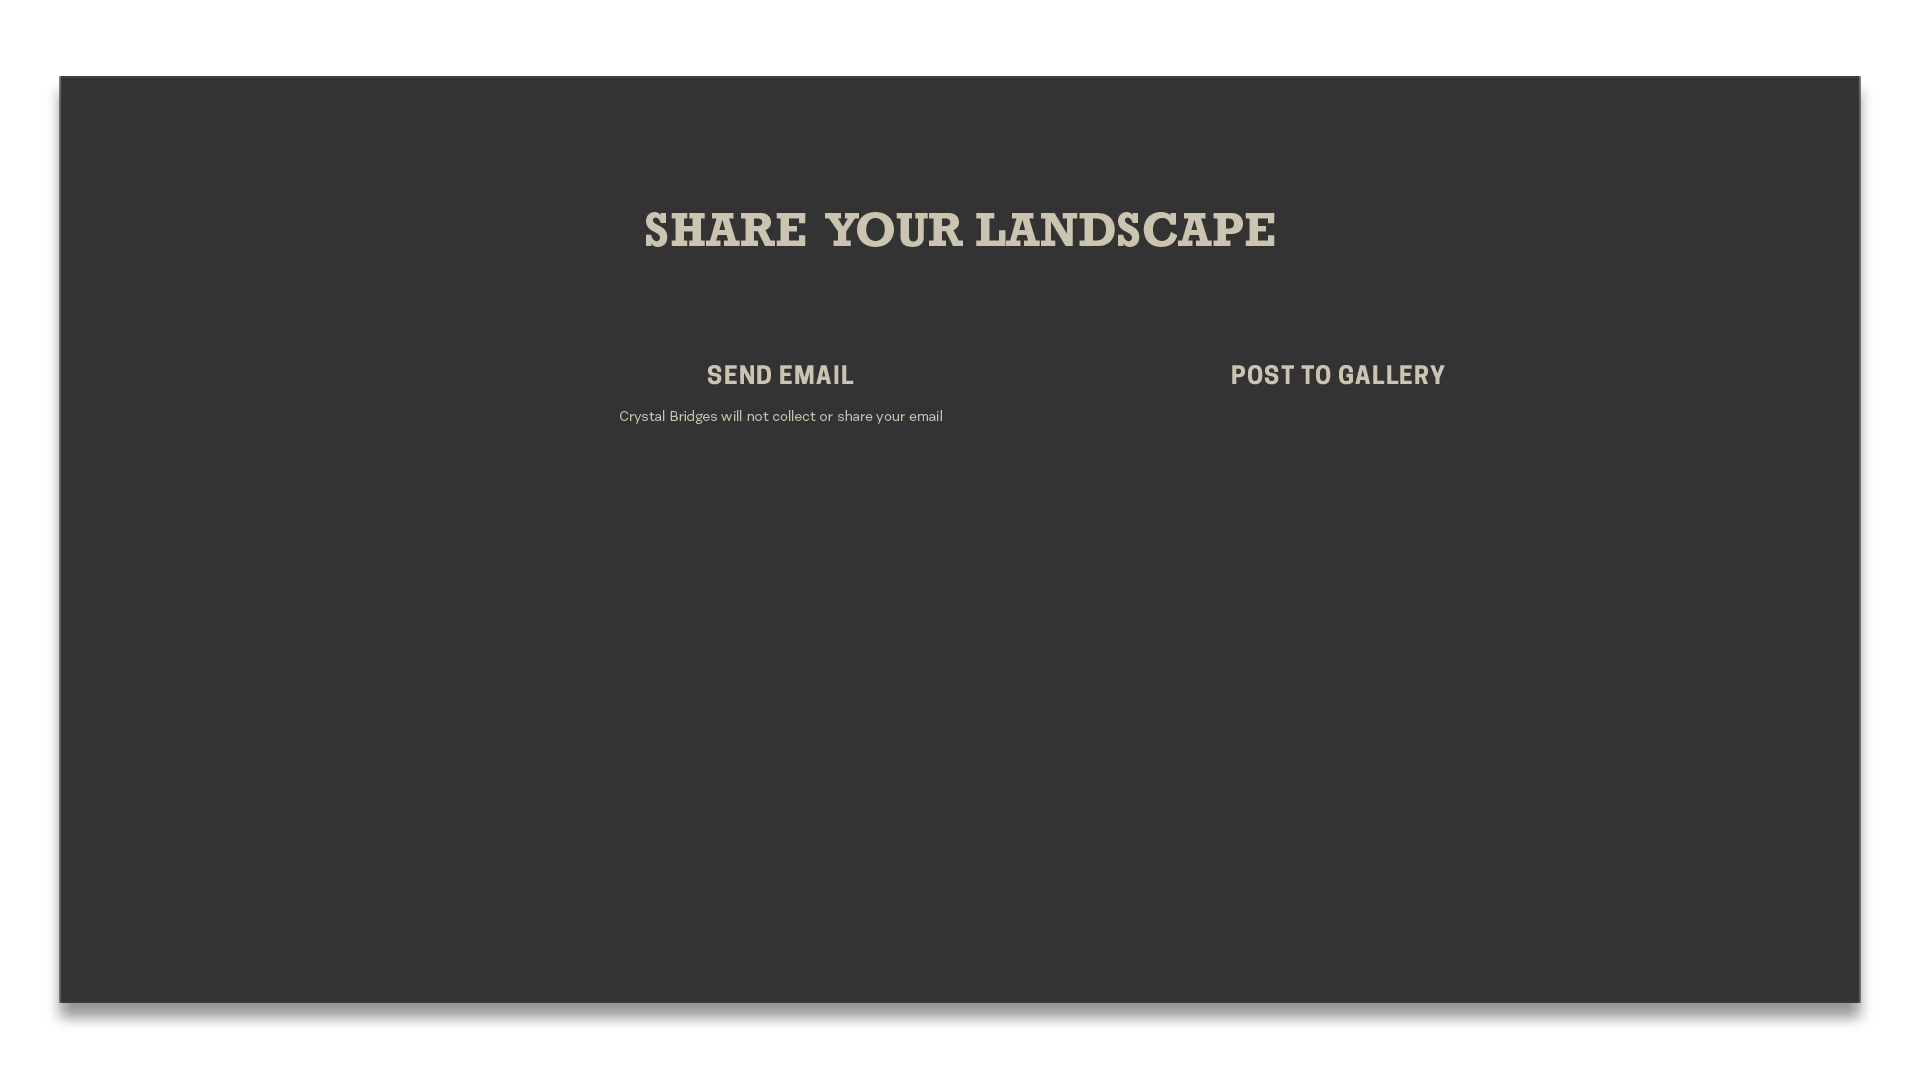 SHARE YOUR LANDSCAPE
SEND EMAIL
POST TO GALLERY
Crystal Bridges will not collect or share your email